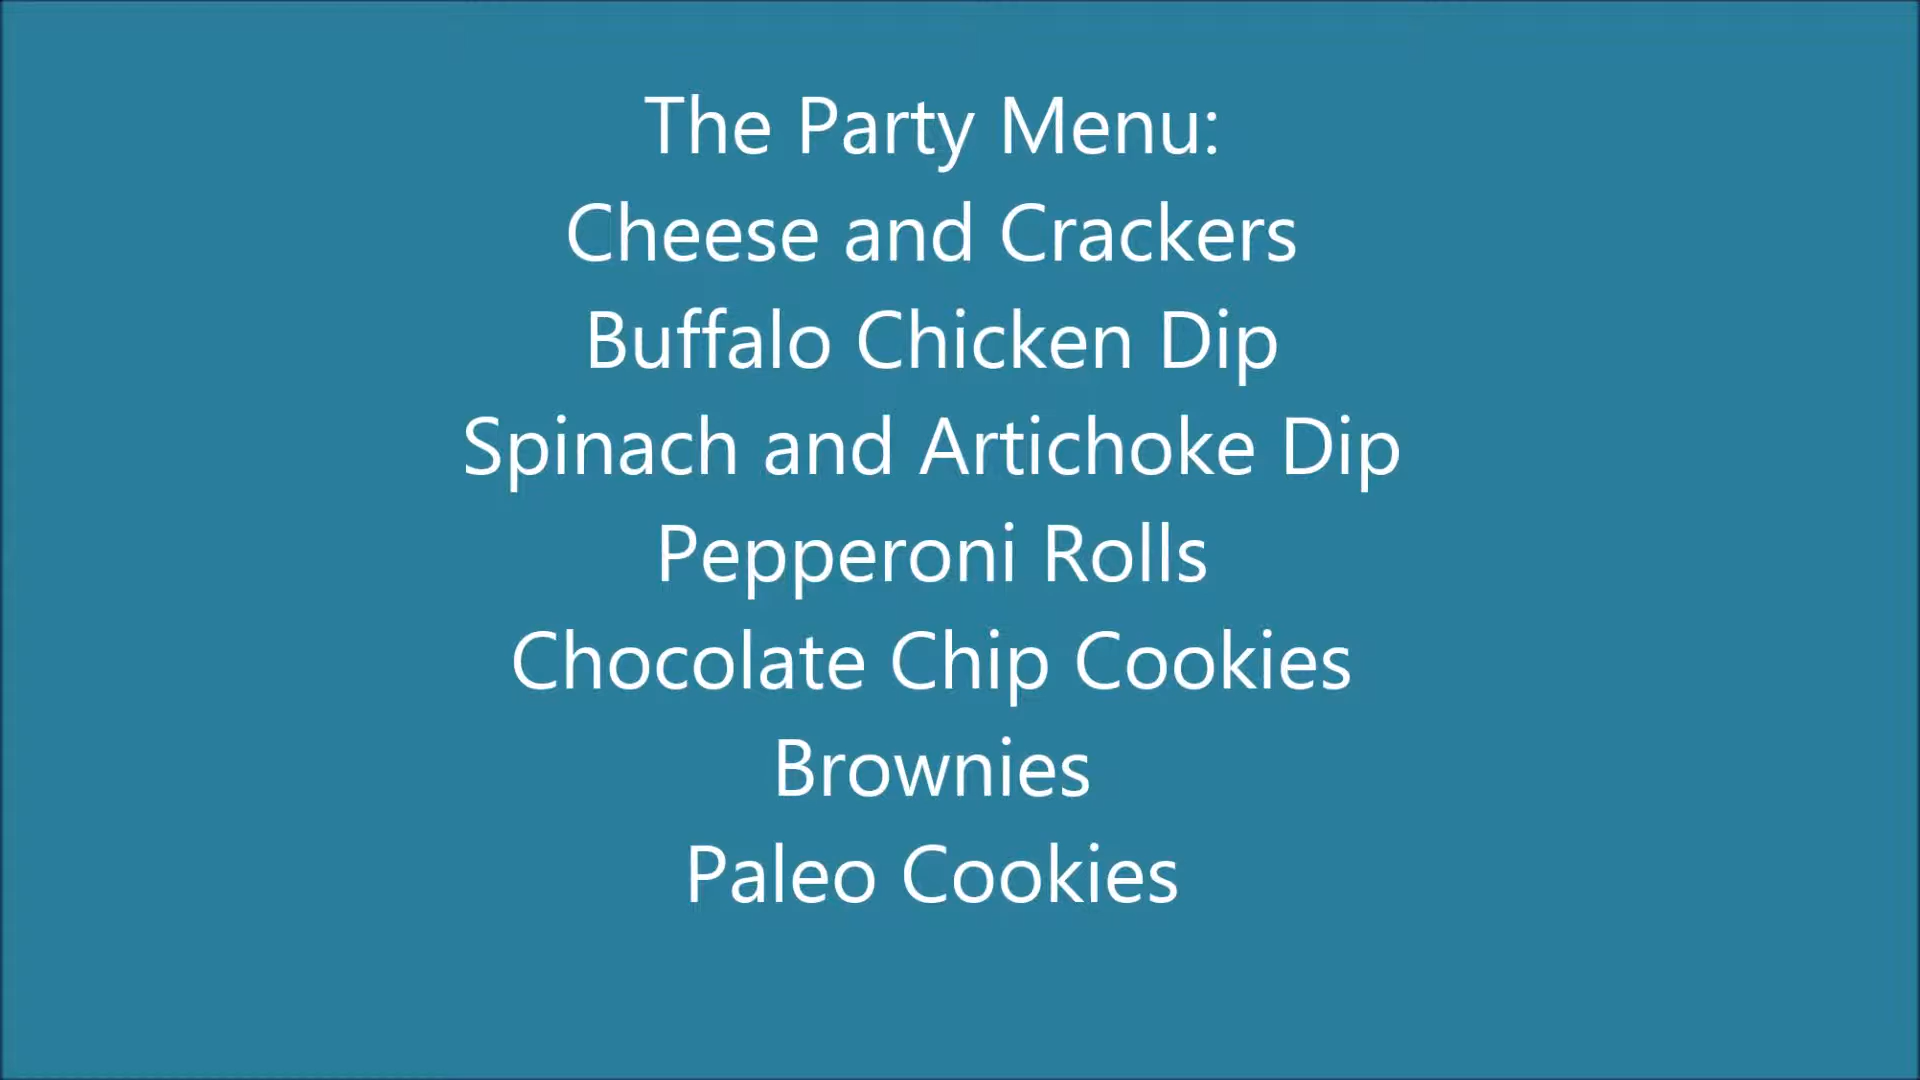 The Party Menu:
Cheese and Crackers
Buffalo Chicken Dip
Spinach and Artichoke Dip
Pepperoni Rolls
Chocolate Chip Cookies
Brownies
Paleo Cookies